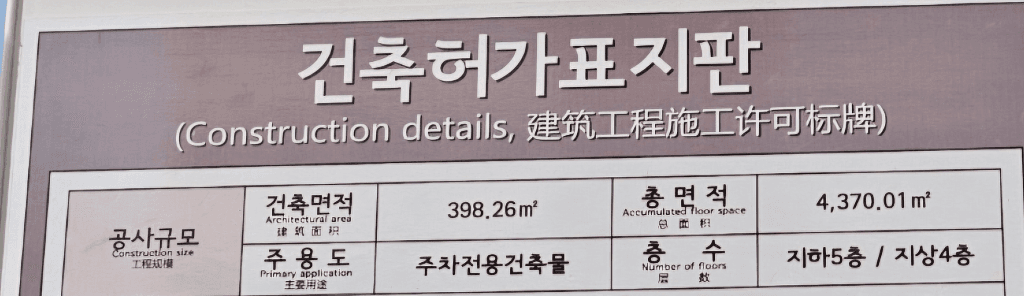 건축허가표지판
(Construction details, 建筑工程施工许可标牌)
공사규모
Construction size
工程规模
건축면적
Architectural area
建 筑 面 积
398.26㎡
총 면 적
Accumulated floor space
总 面 积
4,370.01㎡
주 용 도
Primary application
主要用途
주차전용건축물
층 수
Number of floors
层 数
지하5층 / 지상4층